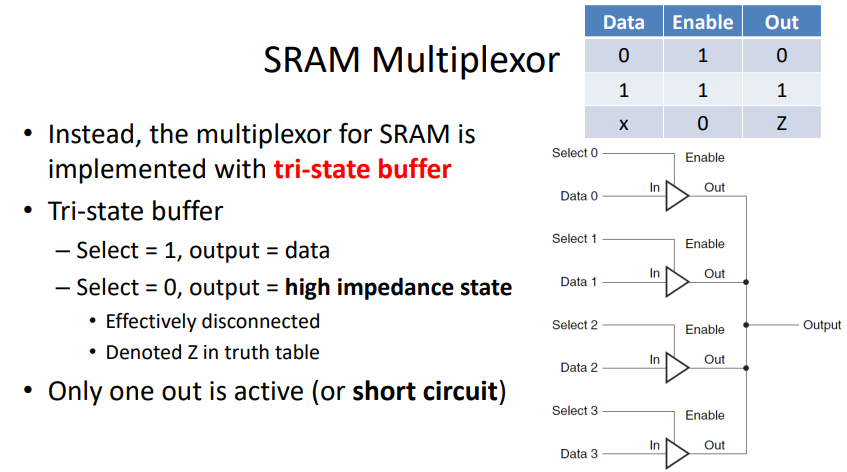 SRAM Multiplexor
Data Enable Out
0 1 0
1 1 1
x 0 Z
• Instead, the multiplexor for SRAM is
implemented with tri-state buffer
• Tri-state buffer
– Select = 1, output = data
– Select = 0, output = high impedance state
• Effectively disconnected
• Denoted Z in truth table
• Only one out is active (or short circuit)
Select 0
Enable
In Out
Data 0
Select 1
Enable
In Out
Data 1
Select 2
Enable
Output
In Out
Data 2
Select 3
Enable
In Out
Data 3